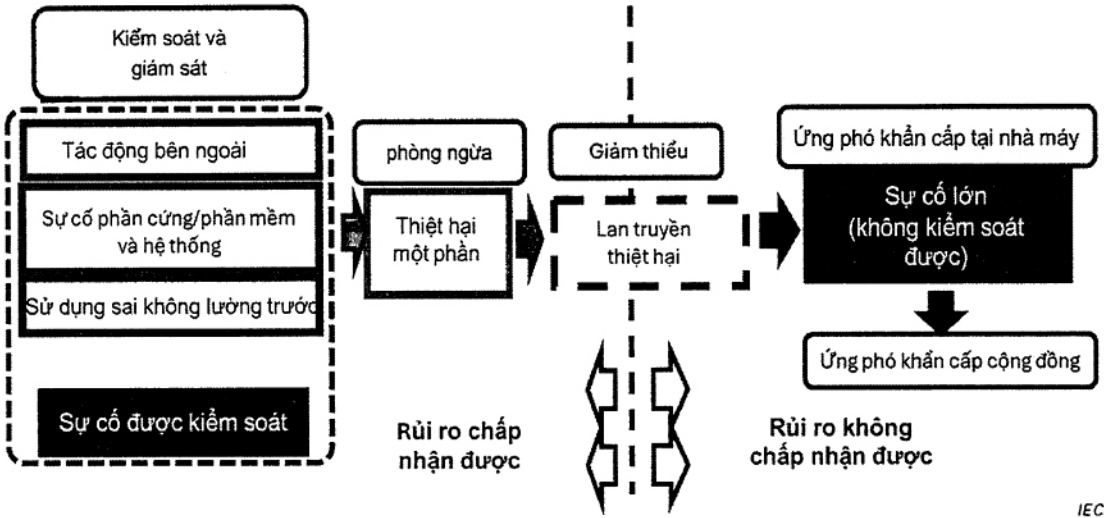 Kiểm soát và
giám sát
Tác động bên ngoài
Sự cố phần cứng/phần mềm
và hệ thống
Sử dụng sai không lường trước
Sự cố được kiểm soát
phòng ngừa
Thiệt hại
một phần
Giảm thiểu
Lan truyền
thiệt hại
Ứng phó khẩn cấp tại nhà máy
Sự cố lớn
(không kiểm soát
được)
Ứng phó khẩn cấp cộng đồng
Rủi ro chấp
nhận được
Rủi ro không
chấp nhận được
IEC